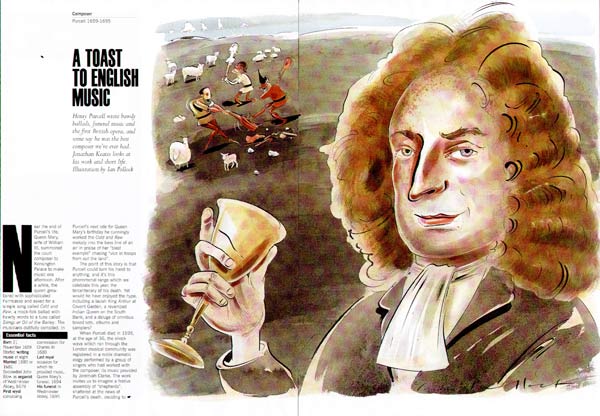 Composer
Purcell 1659-1695
A TOAST
TO ENGLISH
MUSIC
Henry Purcell wrote bawdy
ballads, funeral music and
the first British opera, and
some say he was the best
composer we've ever had.
Jonathan Keates looks at
his work and short life.
Illustration by Ian Pollock
Near the end of
Purcell's life,
Queen Mary,
wife of William
III, summoned
the court
composer to
Kensington
Palace to make
music one
afternoon. After
a while, the
queen grew
bored with sophisticated
harmonies and asked for a
simple song called Cold and
Raw, a mock-folk ballad with
bawdy words to a tune called
Stingo or Oil of the Barley. The
musicians dutifully complied; in
Essential facts
Born 21
November 1659
Started writing
music at eight
Married 1680 or
1681
Succeeded John
Blow as organist
of Westminster
Abbey, 1679
First royal
commission for
Charles II:
1680
Last royal
occasion for
which he
provided music,
Queen Mary's
funeral, 1694
His funeral in
Westminster
Abbey, 1695
Purcell's next ode for Queen
Mary's birthday he cunningly
worked the Cold and Raw
melody into the bass line of an
air in praise of her "bless'd
example" chasing "vice in troops
from out the land".
The point of this story is that
Purcell could turn his hand to
anything, and it's this
phenomenal range which we
celebrate this year, the
tercentenary of his death. He
would have enjoyed the hype,
including a lavish King Arthur at
Covent Garden, a revamped
Indian Queen on the South
Bank, and a deluge of omnibus
boxed sets, albums and
samplers?
When Purcell died in 1695,
at the age of 36, the shock
wave which ran through the
London musical community was
registered in a noble dramatic
elegy performed by a group of
singers who had worked with
the composer, its music provided
by Jeremiah Clarke. The work
invites us to imagine a festive
assembly of "shepherds",
shattered at the news of
Purcell's death, deciding to